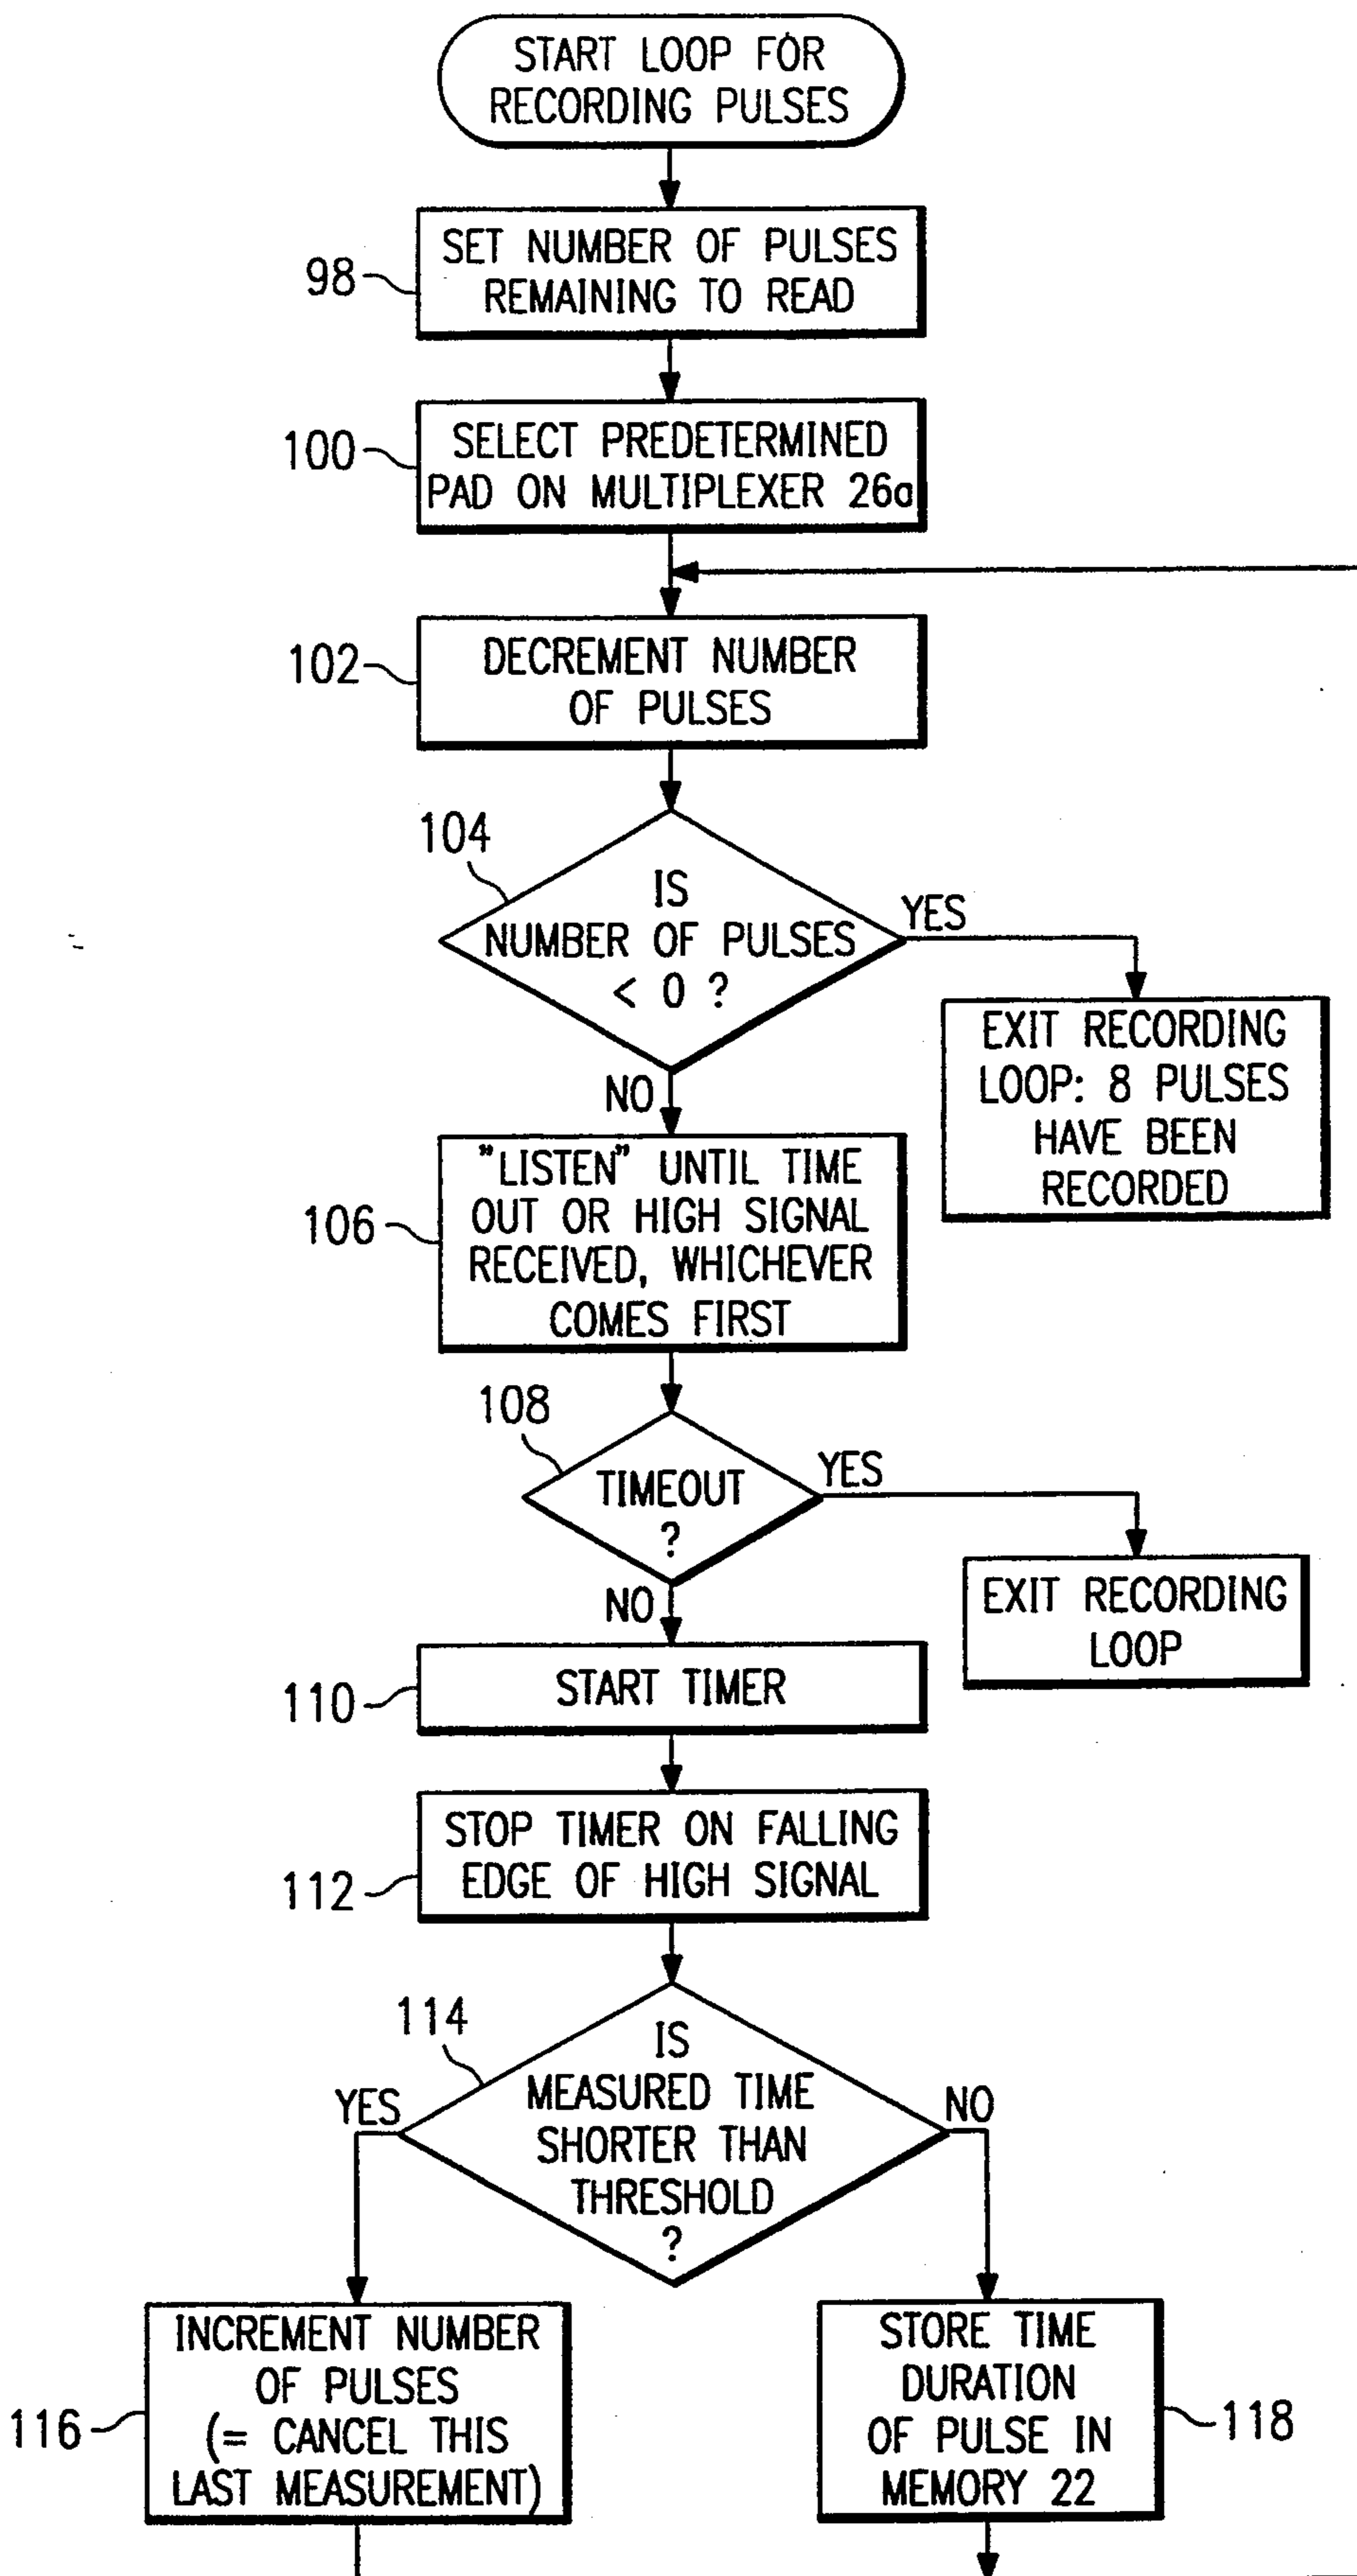 START LOOP FOR
RECORDING PULSES
98
SET NUMBER OF PULSES
REMAINING TO READ
100
SELECT PREDETERMINED
PAD ON MULTIPLEXER 26a
102
DECREMENT NUMBER
OF PULSES
104
IS
NUMBER OF PULSES
< 0 ?
YES
NO
EXIT RECORDING
LOOP: 8 PULSES
HAVE BEEN
RECORDED
106
"LISTEN" UNTIL TIME
OUT OR HIGH SIGNAL
RECEIVED, WHICHEVER
COMES FIRST
108
TIMEOUT
?
YES
NO
EXIT RECORDING
LOOP
110
START TIMER
112
STOP TIMER ON FALLING
EDGE OF HIGH SIGNAL
114
IS
MEASURED TIME
SHORTER THAN
THRESHOLD
?
YES
NO
116
INCREMENT NUMBER
OF PULSES
(= CANCEL THIS
LAST MEASUREMENT)
STORE TIME
DURATION
OF PULSE IN
MEMORY 22
118